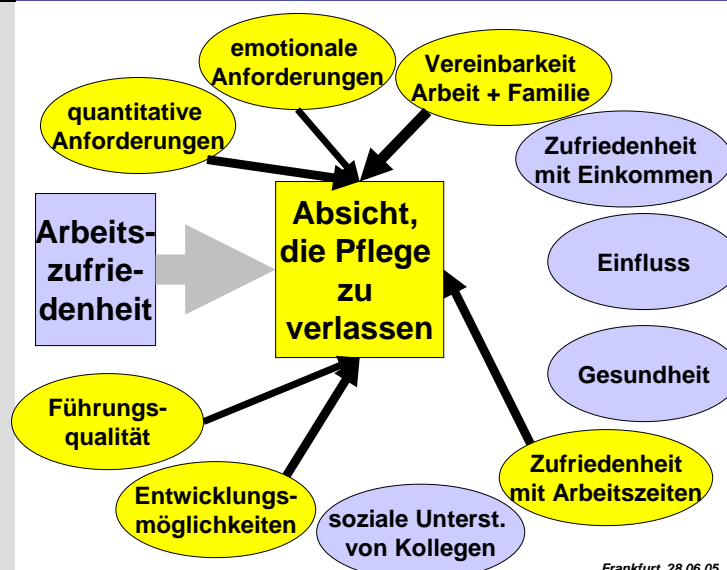 emotionale
Anforderungen
Vereinbarkeit
Arbeit + Familie
quantitative
Anforderungen
Zufriedenheit
mit Einkommen
Arbeits-
zufrie-
denheit
Absicht,
die Pflege
zu
verlassen
Einfluss
Gesundheit
Führungs-
qualität
Zufriedenheit
mit Arbeitszeiten
Entwicklungs-
möglichkeiten
soziale Unterst.
von Kollegen
Frankfurt, 28.06.05